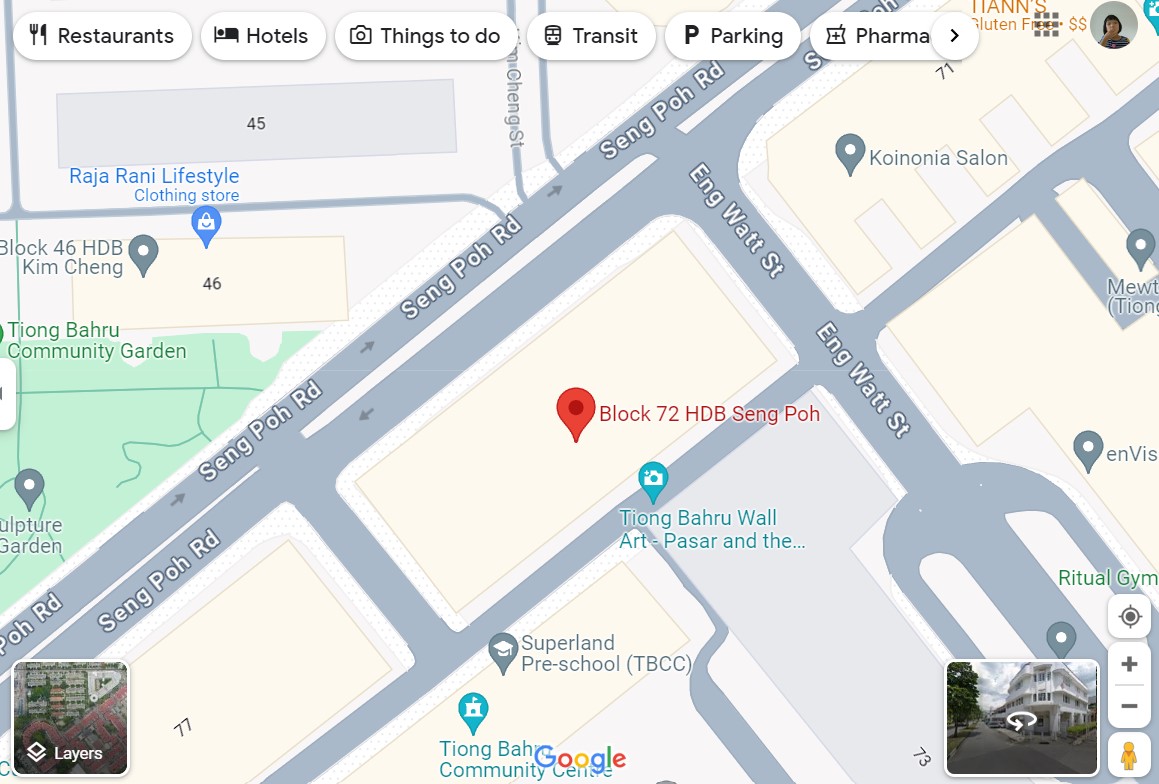 Restaurants
Hotels
Things to do
Transit
Parking
Pharma
TIANN'S
Gluten Free • $$
71
45
Cheng St
Seng Poh Rd
Koinonia Salon
Raja Rani Lifestyle
Clothing store
Eng Watt St
Block 46 HDB
Kim Cheng
46
Seng Poh Rd
Mewt
(Tiong
Tiong Bahru
Community Garden
Eng Watt St
Block 72 HDB Seng Poh
Seng Poh Rd
enVis
ulpture
Garden
Tiong Bahru Wall
Art - Pasar and the...
Seng Poh Rd
Ritual Gym
Poh Rd
Superland
Pre-school (TBCC)
77
Layers
Tiong Bahru
Community Centre
Google
73